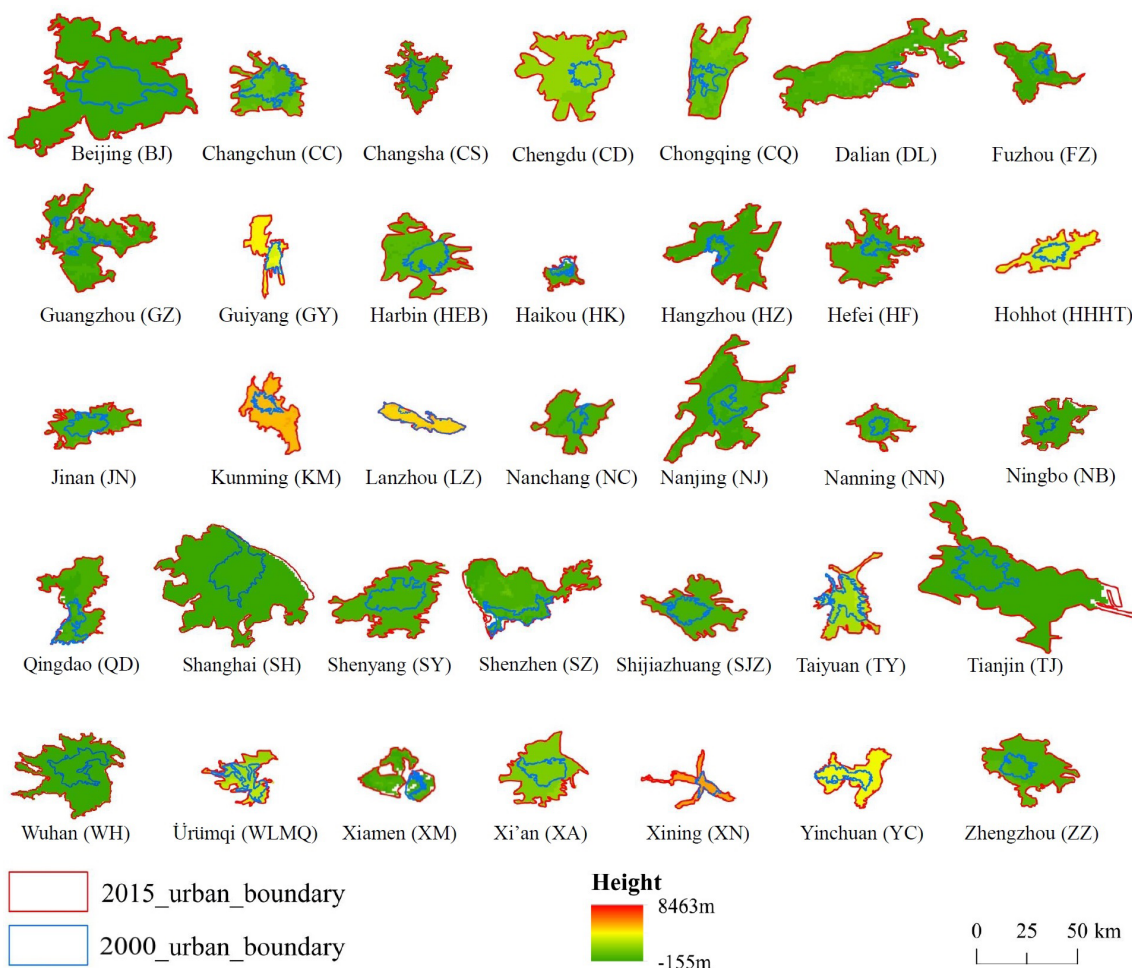 Beijing (BJ) Changchun (CC) Changsha (CS) Chengdu (CD) Chongqing (CQ) Dalian (DL) Fuzhou (FZ)
Guangzhou (GZ) Guiyang (GY) Harbin (HEB) Haikou (HK) Hangzhou (HZ) Hefei (HF) Hohhot (HHHT)
Jinan (JN) Kunming (KM) Lanzhou (LZ) Nanchang (NC) Nanjing (NJ) Nanning (NN) Ningbo (NB)
Qingdao (QD) Shanghai (SH) Shenyang (SY) Shenzhen (SZ) Shijiazhuang (SJZ) Taiyuan (TY) Tianjin (TJ)
Wuhan (WH) Ürümqi (WLMQ) Xiamen (XM) Xi’an (XA) Xining (XN) Yinchuan (YC) Zhengzhou (ZZ)
2015_urban_boundary
2000_urban_boundary
Height
8463m
-155m
0 25 50 km